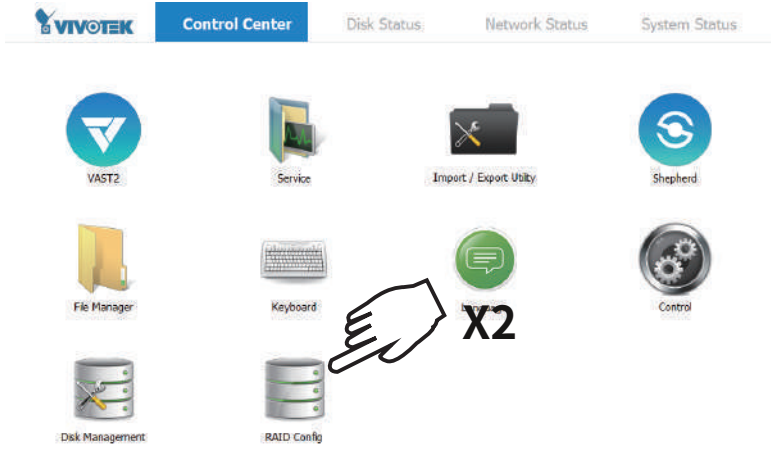 VIVOTEK Control Center Disk Status Network Status System Status
VAST2 Service Import / Export Utilty Shepherd
File Manager Keyboard Control
X2
Disk Management RAID Config